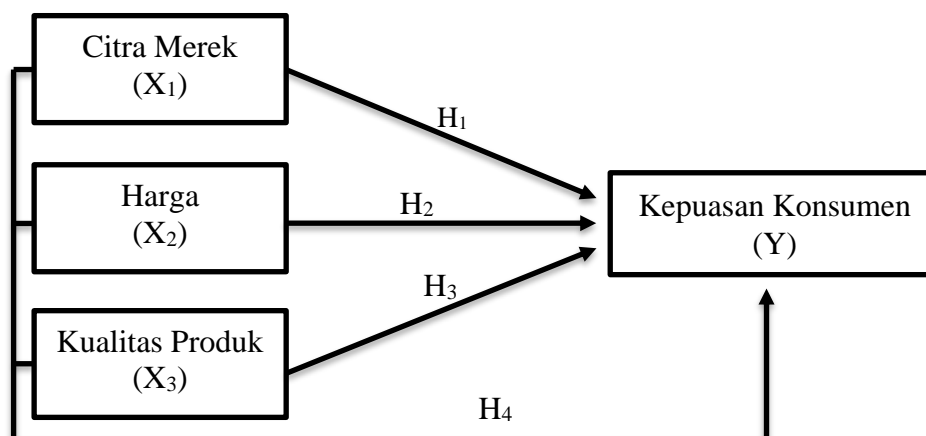 Citra Merek
(X₁)
H₁
Harga
(X₂)
H₂
Kepuasan Konsumen
(Y)
Kualitas Produk
(X₃)
H₃
H₄